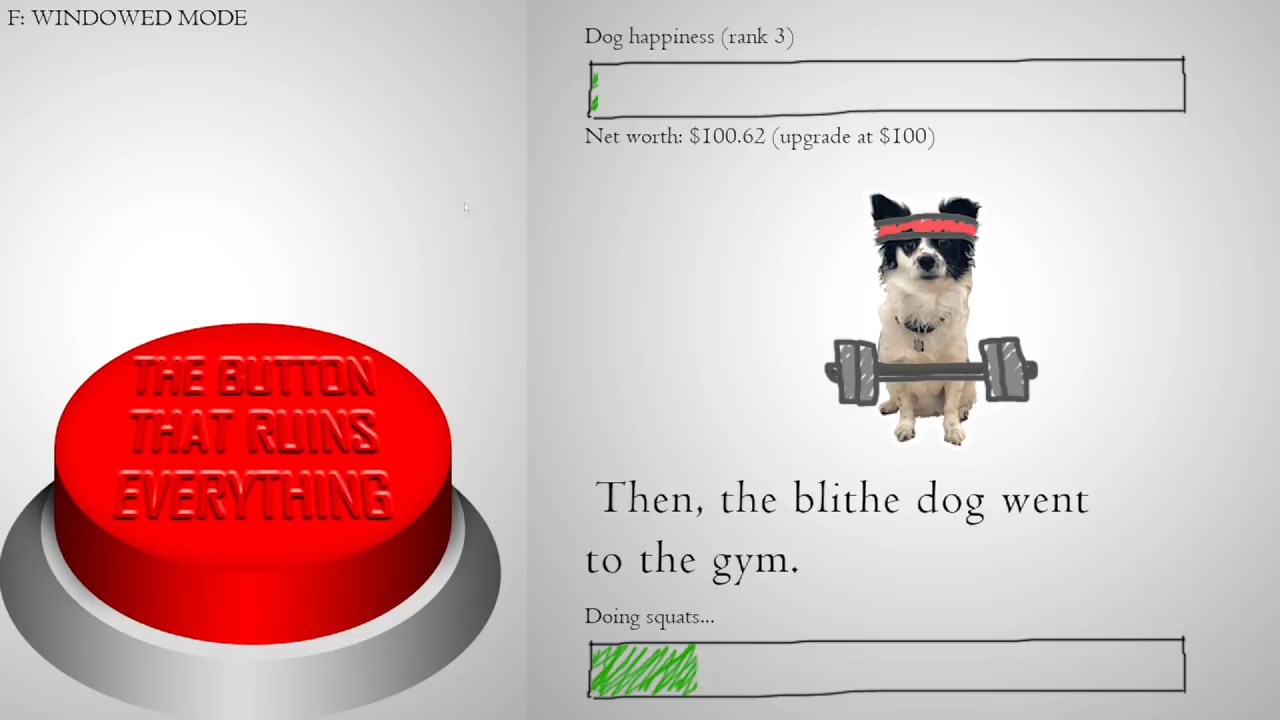 F: WINDOWED MODE
THE BUTTON
THAT RUINS
EVERYTHING
Dog happiness (rank 3)
Net worth: $100.62 (upgrade at $100)
Then, the blithe dog went
to the gym.
Doing squats...